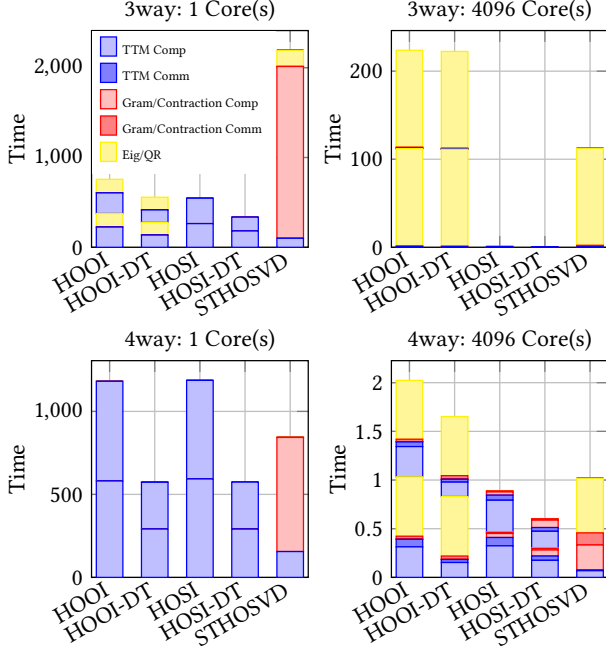 3way: 1 Core(s)
Time
2,000
1,000
0
TTM Comp
TTM Comm
Gram/Contraction Comp
Gram/Contraction Comm
Eig/QR
HOOI
HOOI-DT
HOSI
HOSI-DT
STHOSVD
3way: 4096 Core(s)
Time
200
100
0
HOOI
HOOI-DT
HOSI
HOSI-DT
STHOSVD
4way: 1 Core(s)
Time
1,000
500
0
HOOI
HOOI-DT
HOSI
HOSI-DT
STHOSVD
4way: 4096 Core(s)
Time
2
1.5
1
0.5
0
HOOI
HOOI-DT
HOSI
HOSI-DT
STHOSVD